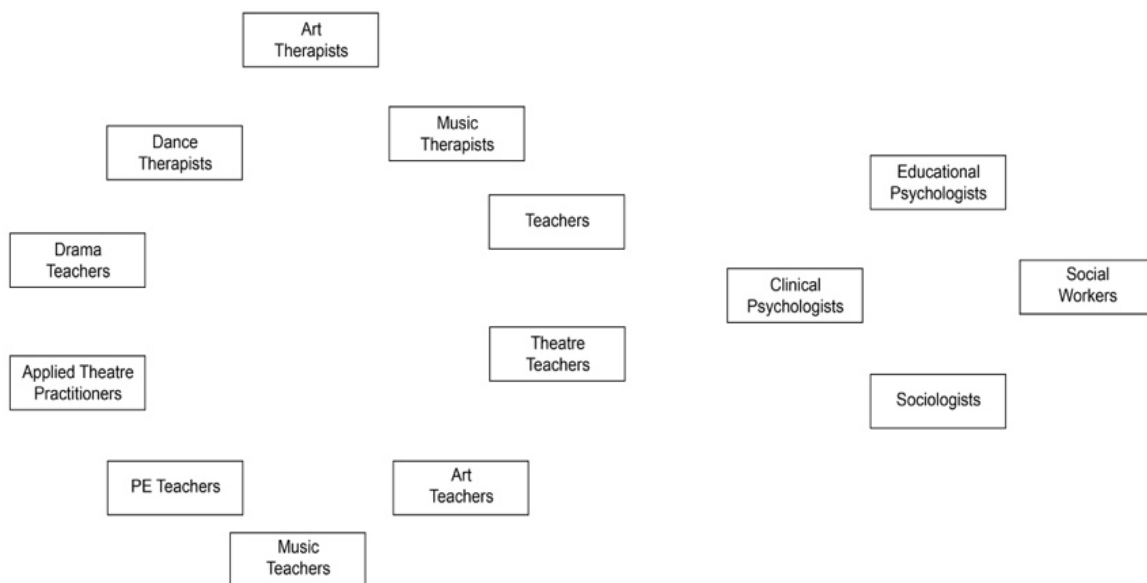 Art
Therapists
Music
Therapists
Dance
Therapists
Educational
Psychologists
Teachers
Drama
Teachers
Clinical
Psychologists
Social
Workers
Theatre
Teachers
Applied Theatre
Practitioners
Sociologists
PE Teachers
Art
Teachers
Music
Teachers